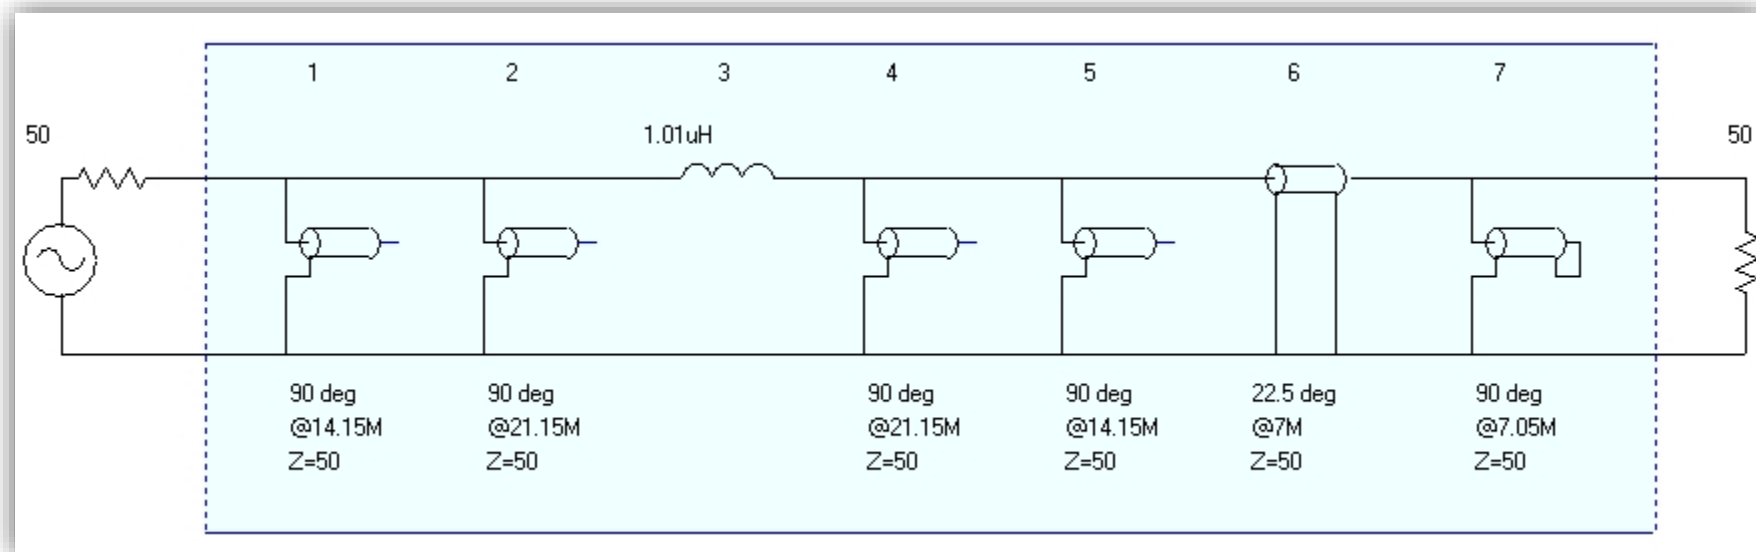 1 2 3 4 5 6 7
50 1.01uH 50
90 deg 90 deg 90 deg 90 deg 22.5 deg 90 deg
@14.15M @21.15M @21.15M @14.15M @7M @7.05M
Z=50 Z=50 Z=50 Z=50 Z=50 Z=50